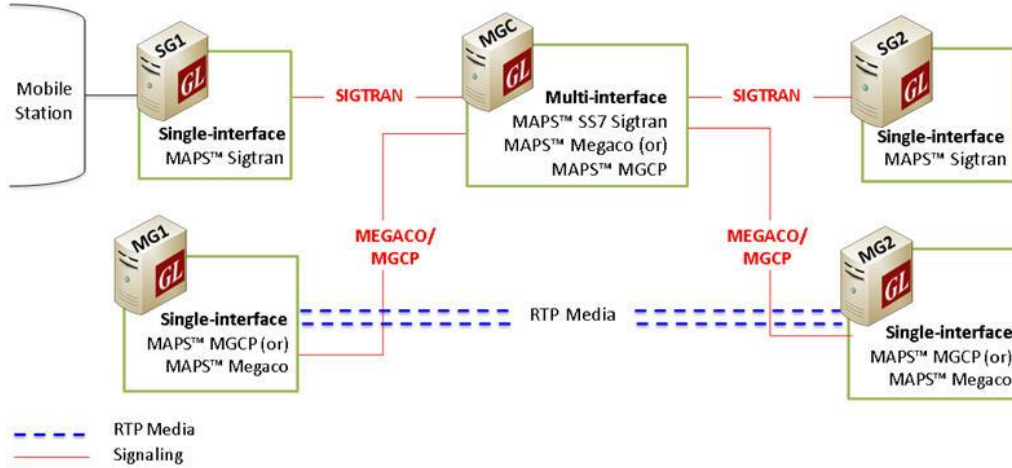 SG1
GL
Mobile
Station
Single-interface
MAPS™ Sigtran
SIGTRAN
MGC
GL
Multi-interface
MAPS™ SS7 Sigtran
MAPS™ Megaco (or)
MAPS™ MGCP
SIGTRAN
SG2
GL
Single-interface
MAPS™ Sigtran
MEGACO/
MGCP
MEGACO/
MGCP
MG1
GL
Single-interface
MAPS™ MGCP (or)
MAPS™ Megaco
RTP Media
MG2
GL
Single-interface
MAPS™ MGCP (or)
MAPS™ Megaco
RTP Media
Signaling